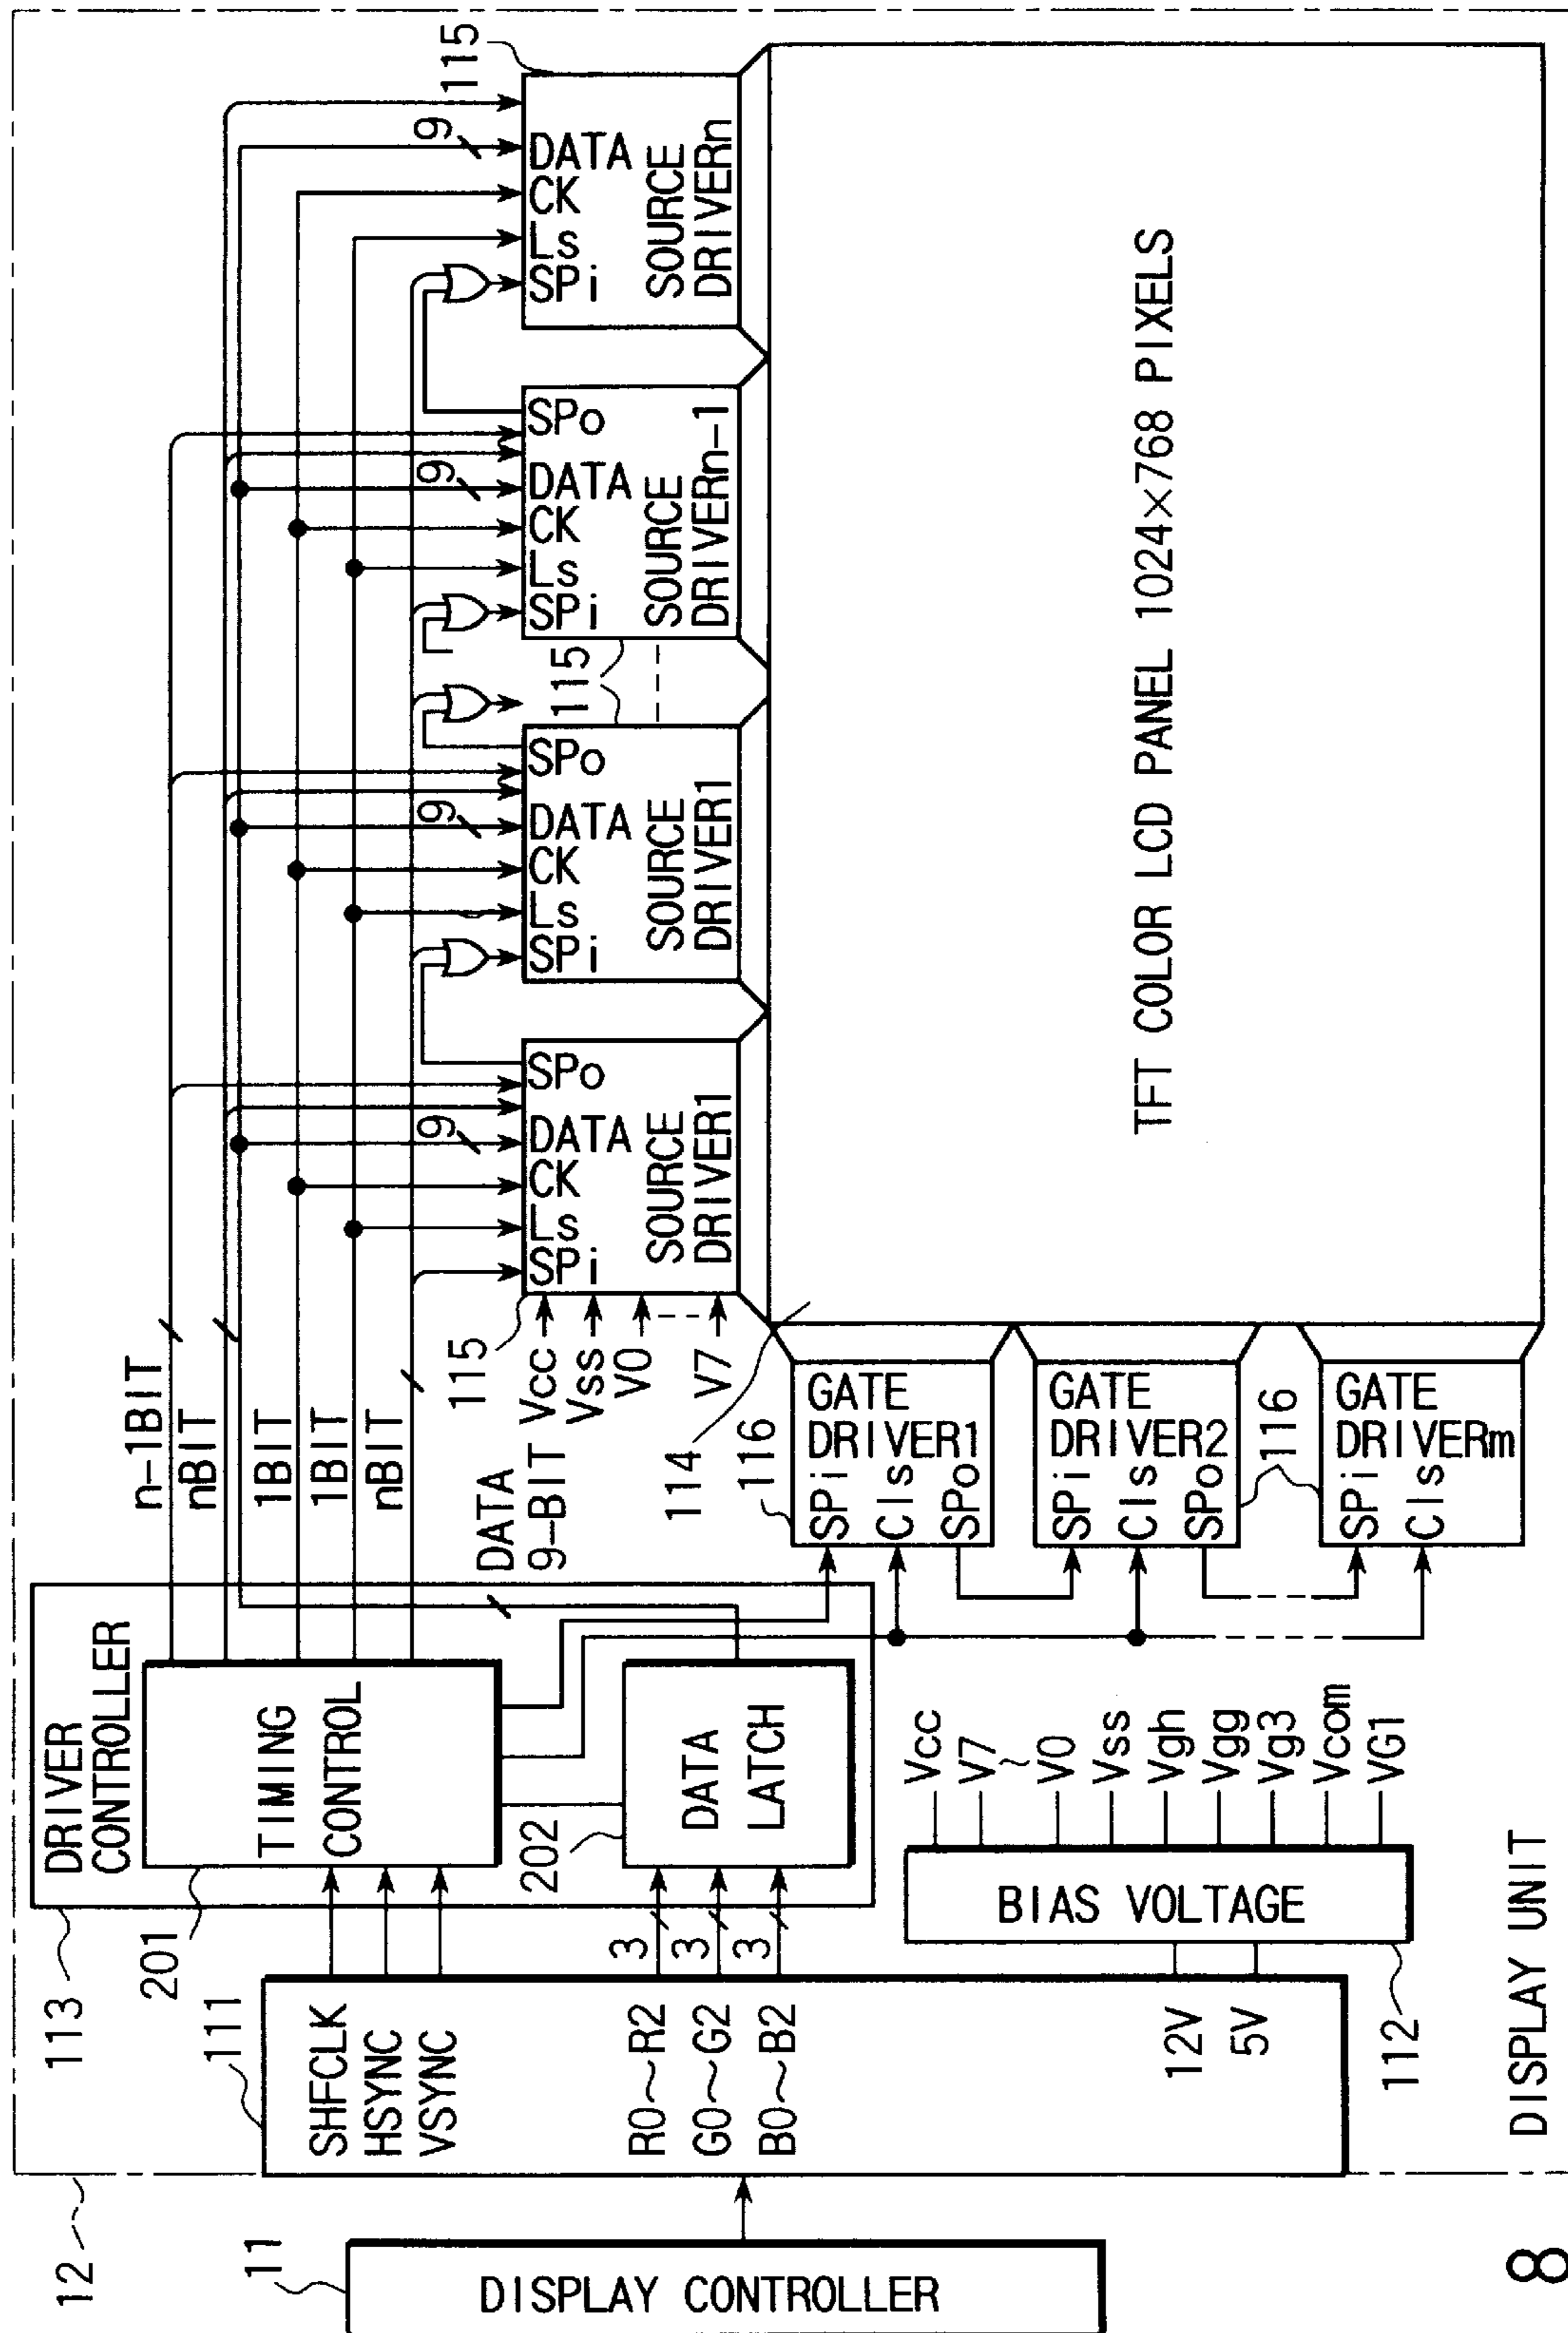 12
11
DISPLAY CONTROLLER
111
SHFCLK
HSYNC
VSYNC
R0~R2
G0~G2
B0~B2
12V
5V
3
3
3
113
DRIVER
CONTROLLER
201
TIMING
CONTROL
202
DATA
LATCH
112
BIAS VOLTAGE
Vcc
V7
~
V0
Vss
Vgh
Vgg
Vg3
Vcom
VG1
n-1BIT
nBIT
1BIT
1BIT
nBIT
DATA
9-BIT
115
Vcc
Vss
V0
V7
SPi
Ls
CK
DATA
SPo
9
SOURCE
DRIVER1
SPi
Ls
CK
DATA
SPo
9
SOURCE
DRIVER1
115
SPi
Ls
CK
DATA
SPo
9
SOURCE
DRIVERn-1
SPi
Ls
CK
DATA
9
SOURCE
DRIVERn
115
114
116
GATE
DRIVER1
SPi
Cls
SPo
GATE
DRIVER2
SPi
Cls
SPo
116
GATE
DRIVERm
SPi
Cls
TFT COLOR LCD PANEL 1024×768 PIXELS
DISPLAY UNIT
8